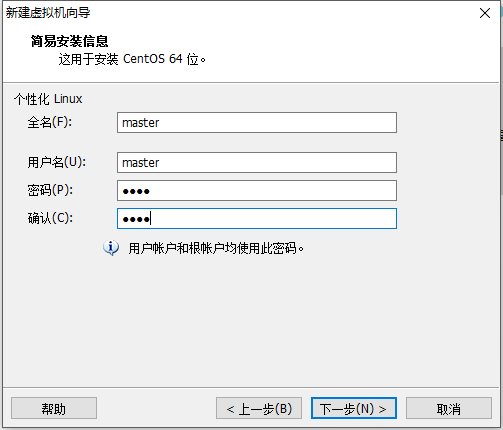 新建虚拟机向导
简易安装信息
这用于安装 CentOS 64 位。
个性化 Linux
全名(F): master
用户名(U): master
密码(P): ●●●●
确认(C): ●●●●
用户帐户和根帐户均使用此密码。
帮助 < 上一步(B) 下一步(N) > 取消